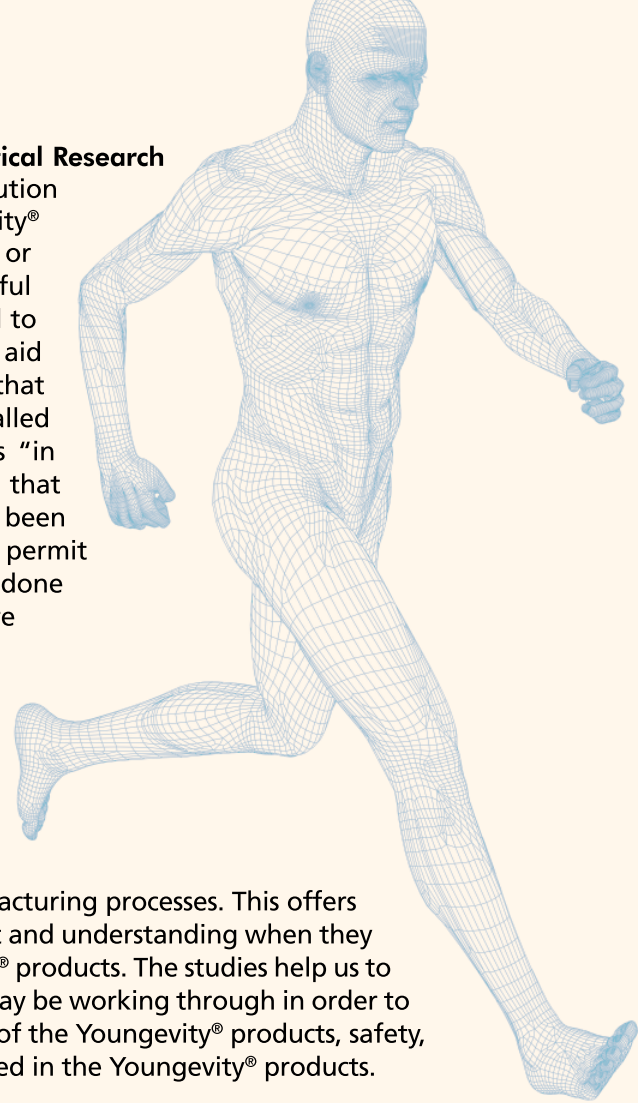 ical Research
ution
ity®
or
ful
to
aid
that
alled
s “in
that
been
permit
done
e
acturing processes. This offers
t and understanding when they
® products. The studies help us to
ay be working through in order to
of the Youngevity® products, safety,
ed in the Youngevity® products.